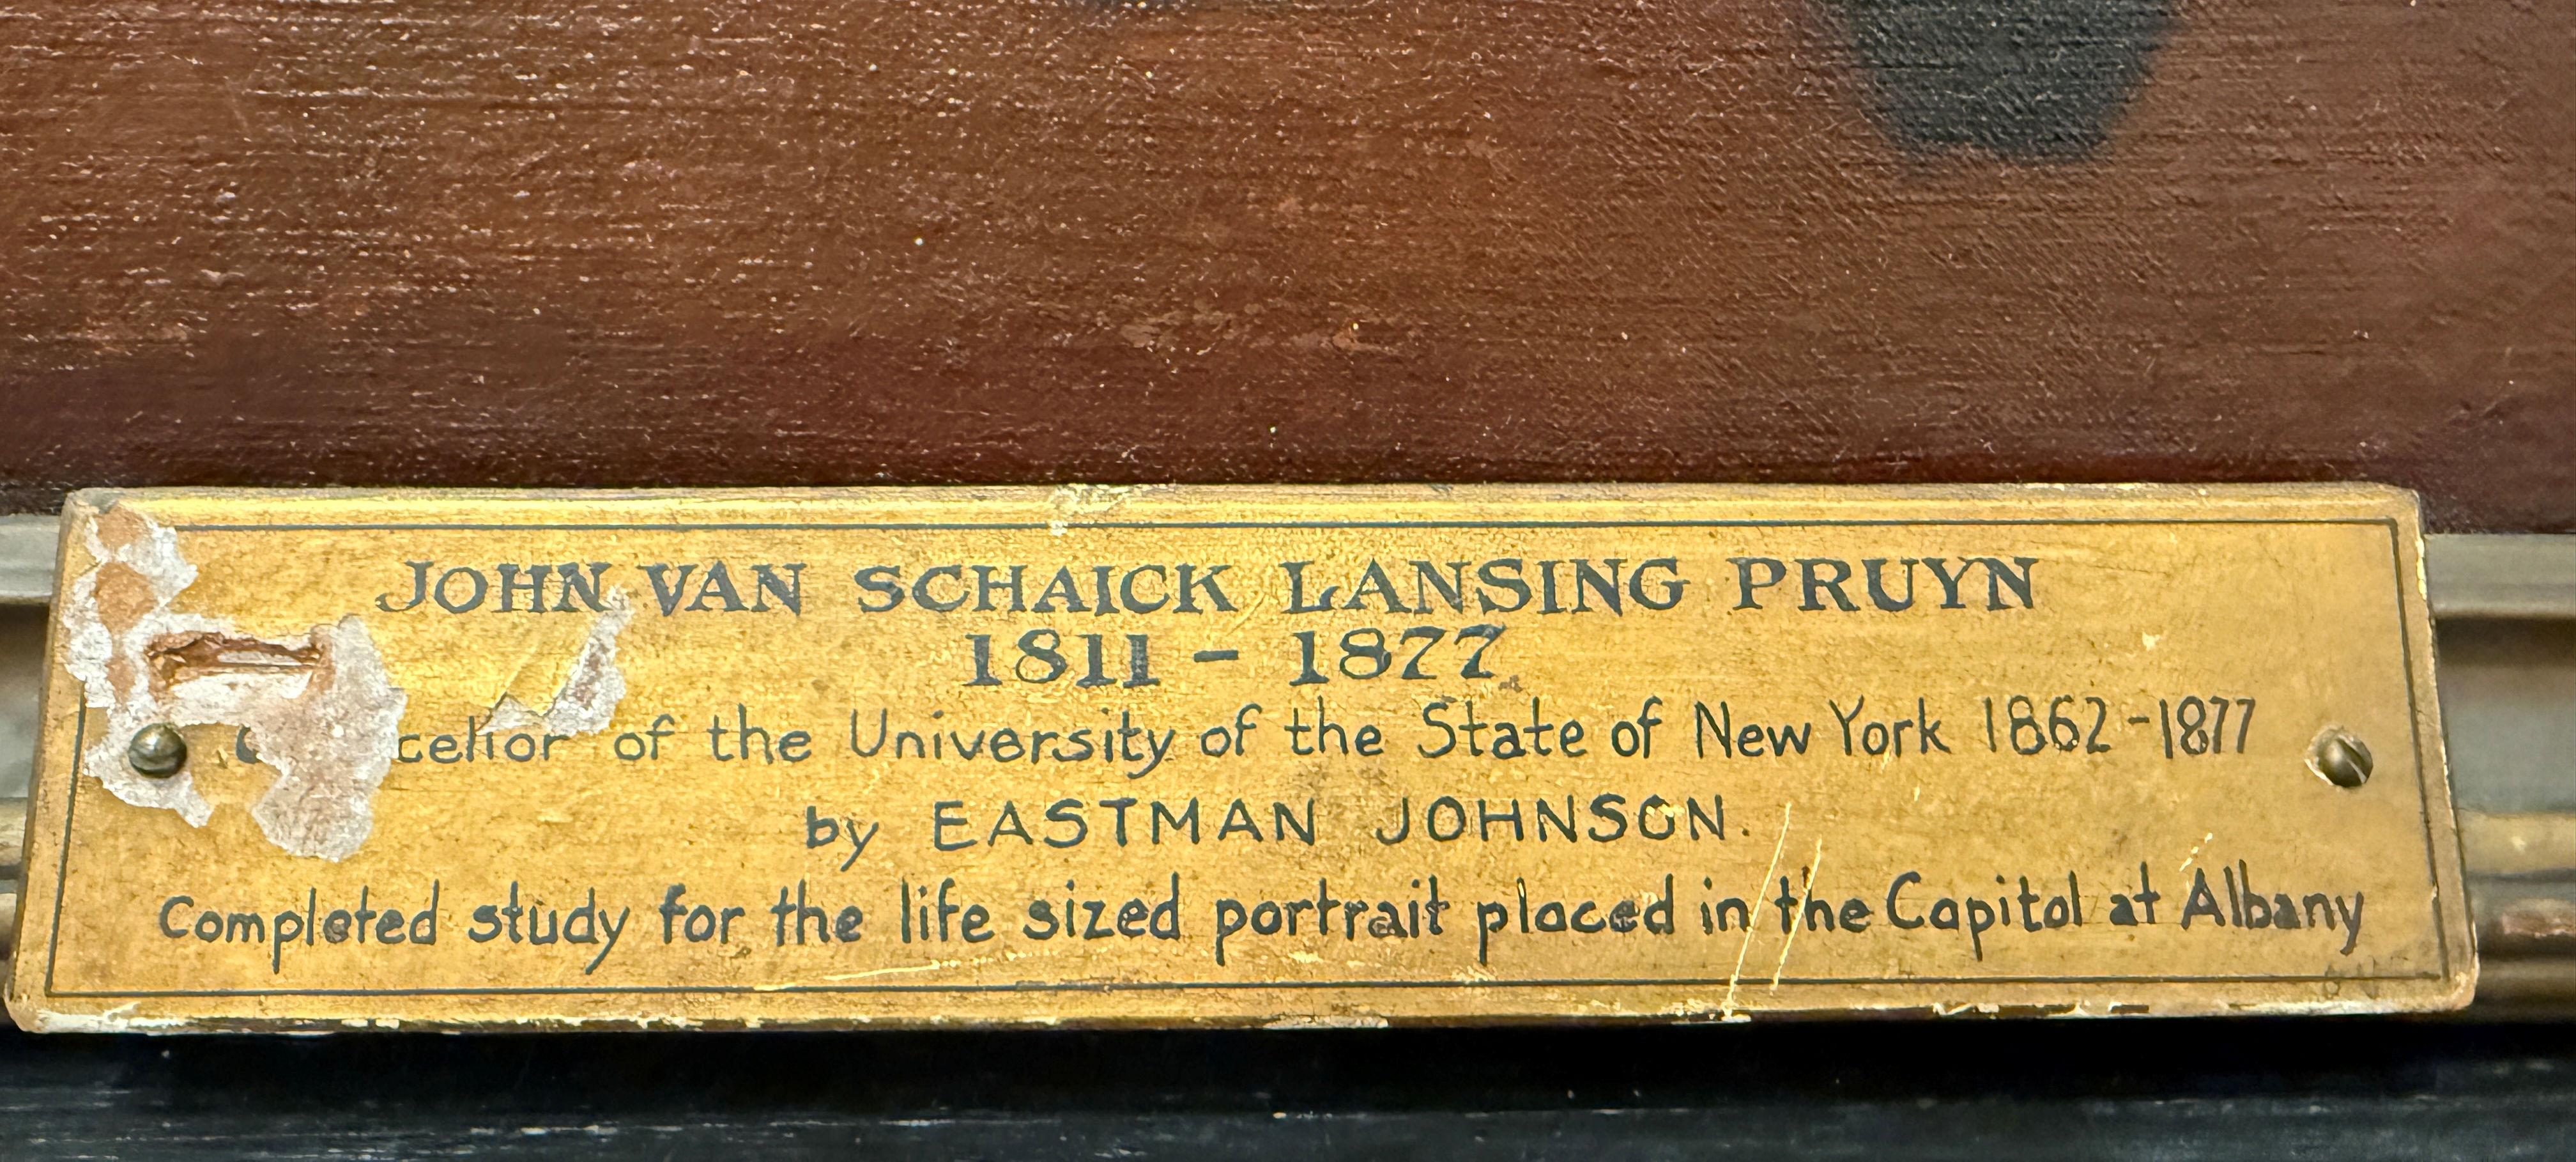 JOHN VAN SCHAICK LANSING PRUYN
1811 - 1877
of the University of the State of New York 1862-1877
by EASTMAN JOHNSON.
Completed study for the life sized portrait placed in the Capitol at Albany